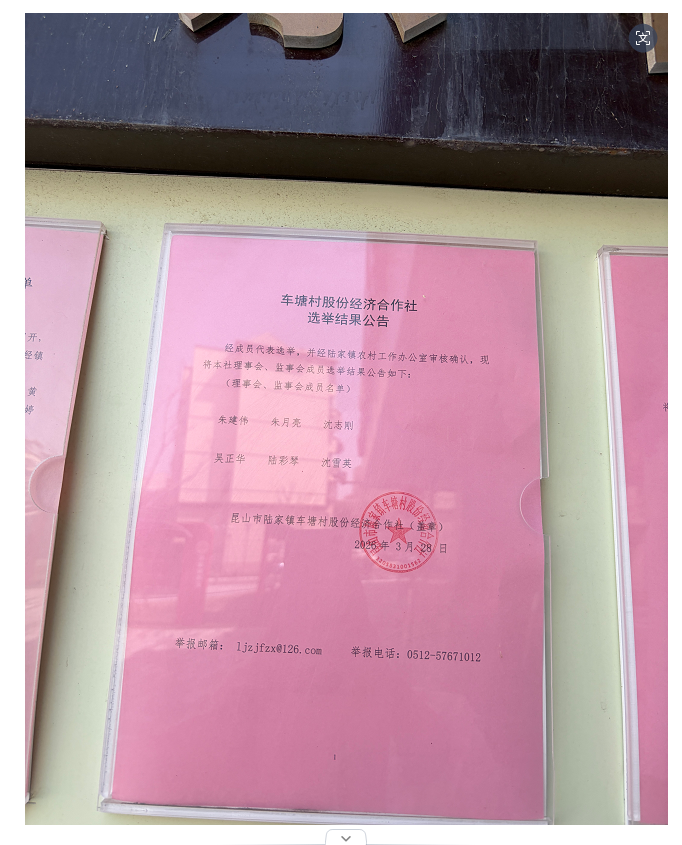 车塘村股份经济合作社
选举结果公告
经成员代表选举，并经陆家镇农村工作办公室审核确认，现
将本社理事会、监事会成员选举结果公告如下：
（理事会、监事会成员名单）
朱建伟 朱月亮 沈志刚
吴正华 陆彩琴 沈雪英
昆山市陆家镇车塘村股份经济合作社（盖章）
年 3 月 28 日
举报邮箱： ljzjfzx@126.com 举报电话：0512-57671012
1